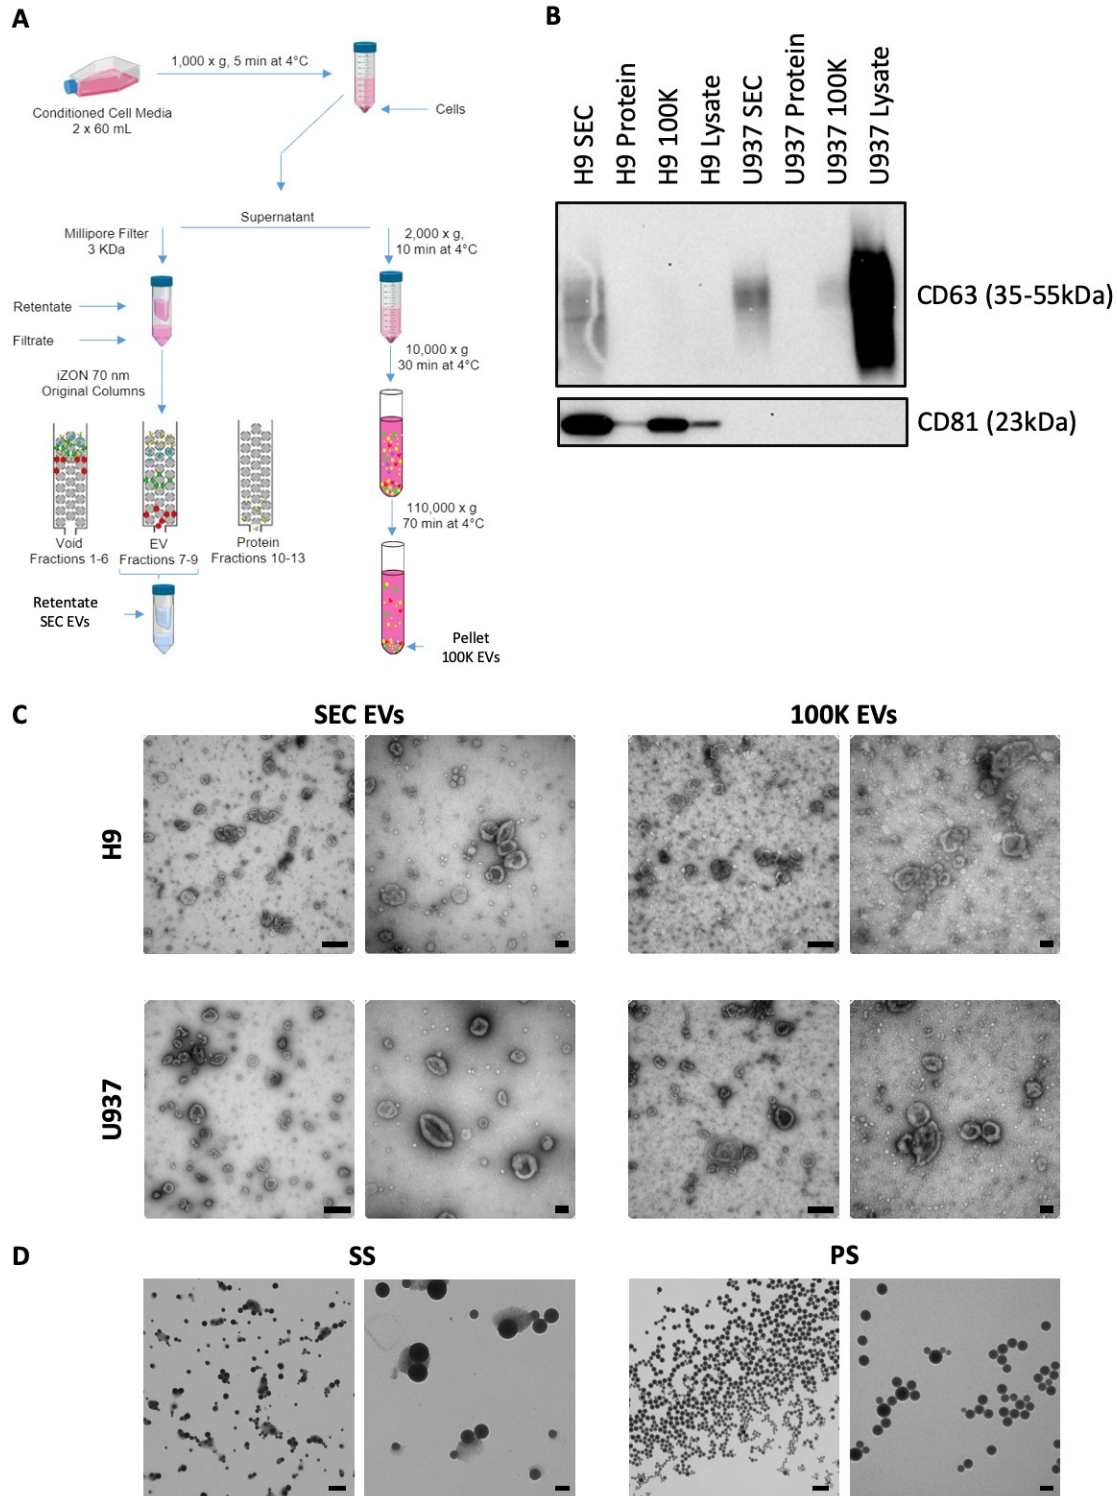 A
1,000 x g, 5 min at 4°C
Conditioned Cell Media
2 x 60 mL
Cells
Supernatant
Millipore Filter
3 KDa
2,000 x g,
10 min at 4°C
Retentate
Filtrate
10,000 x g
30 min at 4°C
iZON 70 nm
Original Columns
110,000 x g
70 min at 4°C
Void
Fractions 1-6
EV
Fractions 7-9
Protein
Fractions 10-13
Retentate
SEC EVs
Pellet
100K EVs
B
H9 SEC
H9 Protein
H9 100K
H9 Lysate
U937 SEC
U937 Protein
U937 100K
U937 Lysate
CD63 (35-55kDa)
CD81 (23kDa)
C
SEC EVs
100K EVs
H9
U937
D
SS
PS